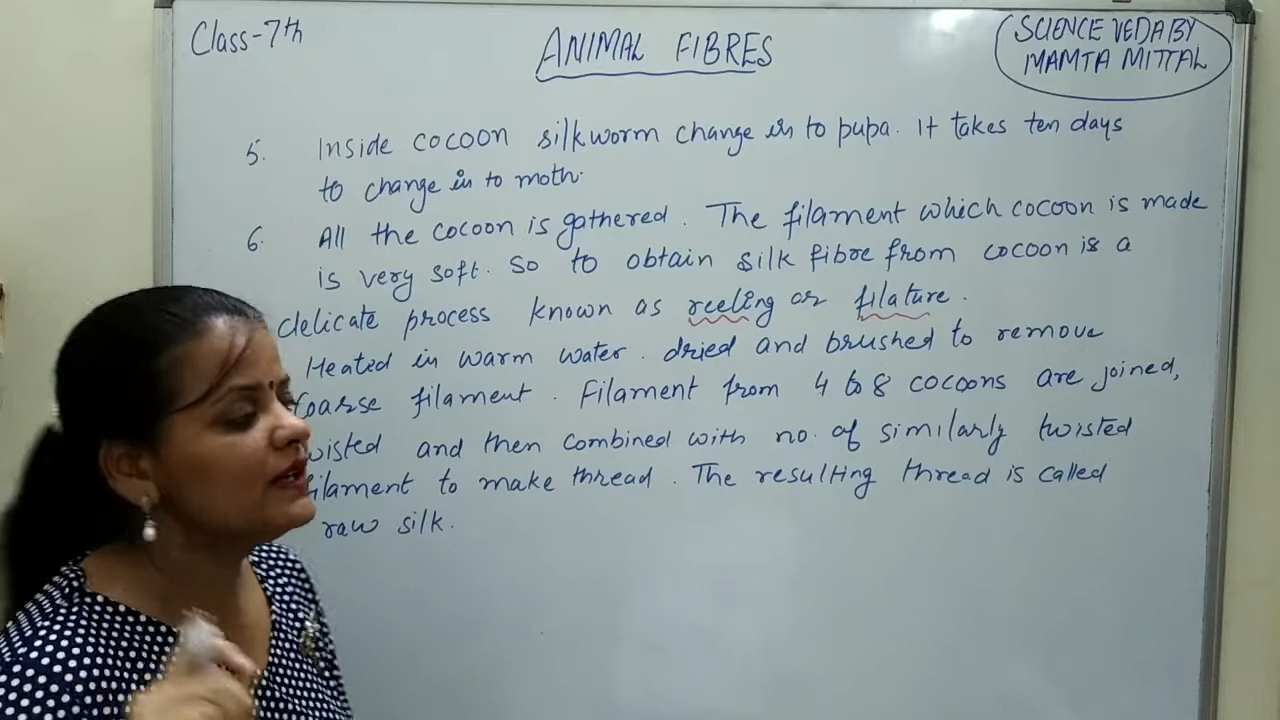 Class-7th
ANIMAL FIBRES
SCIENCE VEDA BY
MAMTA MITTAL
5. Inside cocoon silkworm change in to pupa. It takes ten days
to change in to moth.
6. All the cocoon is gathered. The filament which cocoon is made
is very soft. So to obtain silk fibre from cocoon is a
delicate process known as reeling or filature.
Heated in warm water. dried and brushed to remove
coarse filament. Filament from 4 to 8 cocoons are joined,
twisted and then combined with no. of similarly twisted
filament to make thread. The resulting thread is called
raw silk.